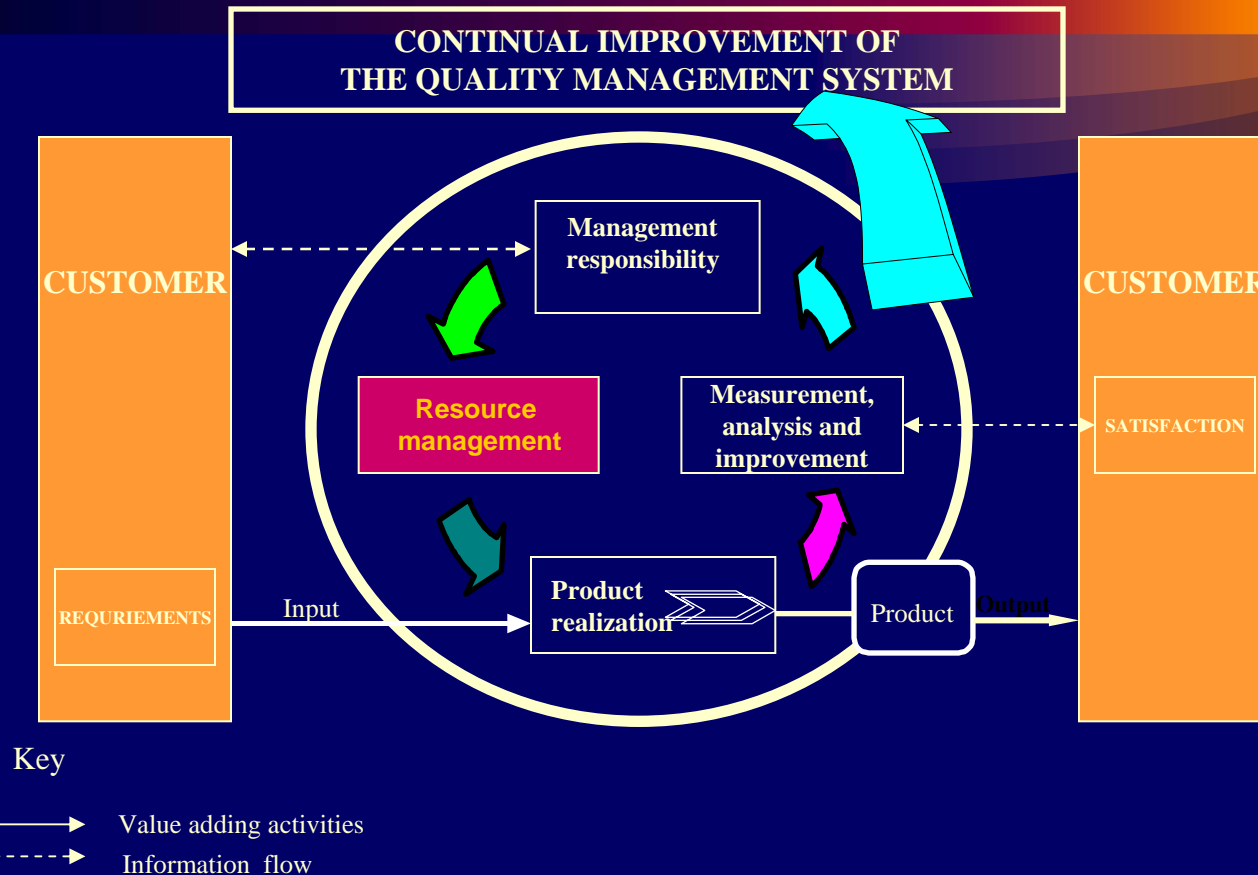 CONTINUAL IMPROVEMENT OF
THE QUALITY MANAGEMENT SYSTEM
CUSTOMER
REQURIEMENTS
Input
Management
responsibility
Resource
management
Measurement,
analysis and
improvement
Product
realization
Product
Output
CUSTOMER
SATISFACTION
Key
Value adding activities
Information flow